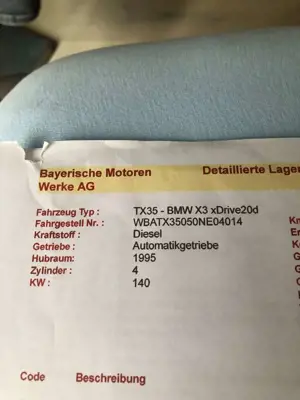 Bayerische Motoren Detaillierte Lager
Werke AG
Fahrzeug Typ : TX35 - BMW X3 xDrive20d
Fahrgestell Nr. : WBATX35050NE04014
Kraftstoff : Diesel
Getriebe : Automatikgetriebe
Hubraum: 1995
Zylinder : 4
KW : 140
Code Beschreibung